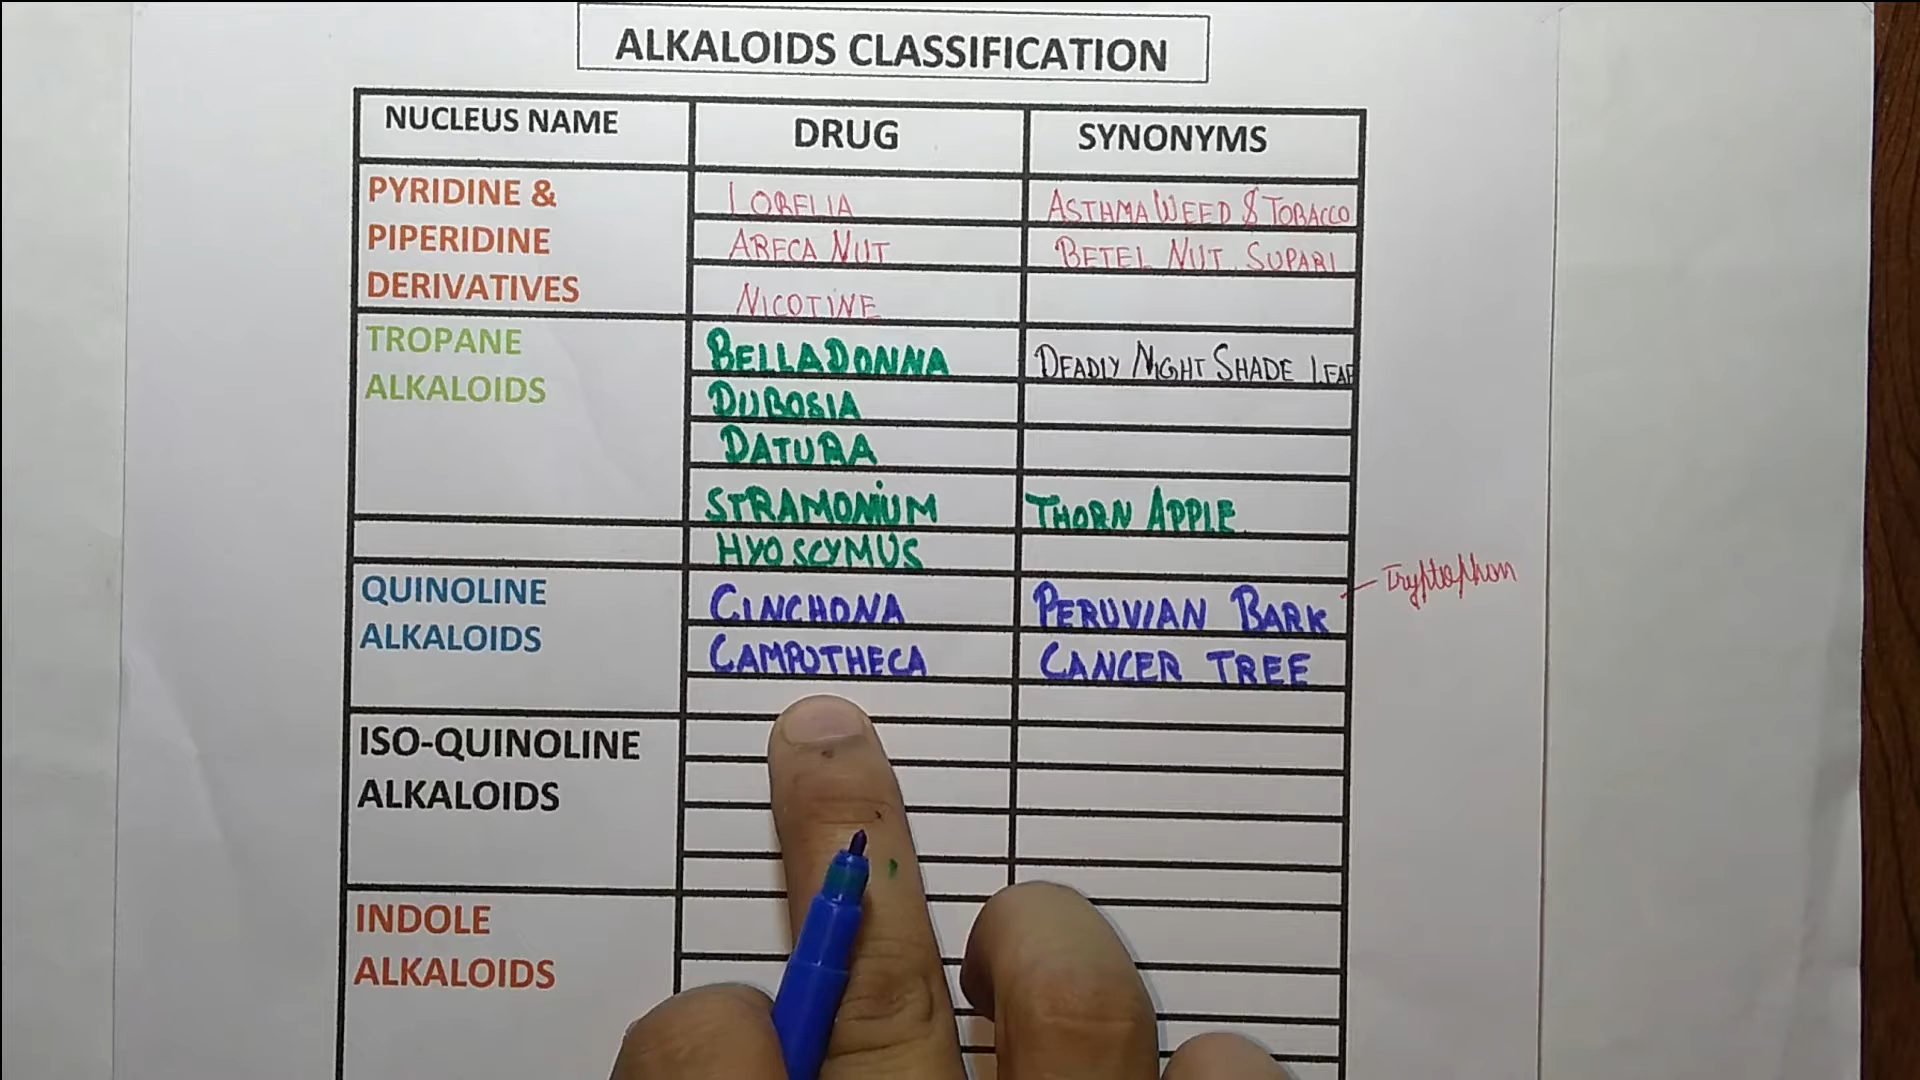 ALKALOIDS CLASSIFICATION
NUCLEUS NAME DRUG SYNONYMS
PYRIDINE & PIPERIDINE DERIVATIVES
LOBELIA ASTHMA WEED & TOBACCO
ARECA NUT BETEL NUT, SUPARI
NICOTINE
TROPANE ALKALOIDS
BELLADONNA DEADLY NIGHT SHADE LEAF
DUBOSIA
DATURA
STRAMONIUM THORN APPLE
HYOSCYMUS
QUINOLINE ALKALOIDS
CINCHONA PERUVIAN BARK - Tryptophan
CAMPOTHECA CANCER TREE
ISO-QUINOLINE ALKALOIDS
INDOLE ALKALOIDS